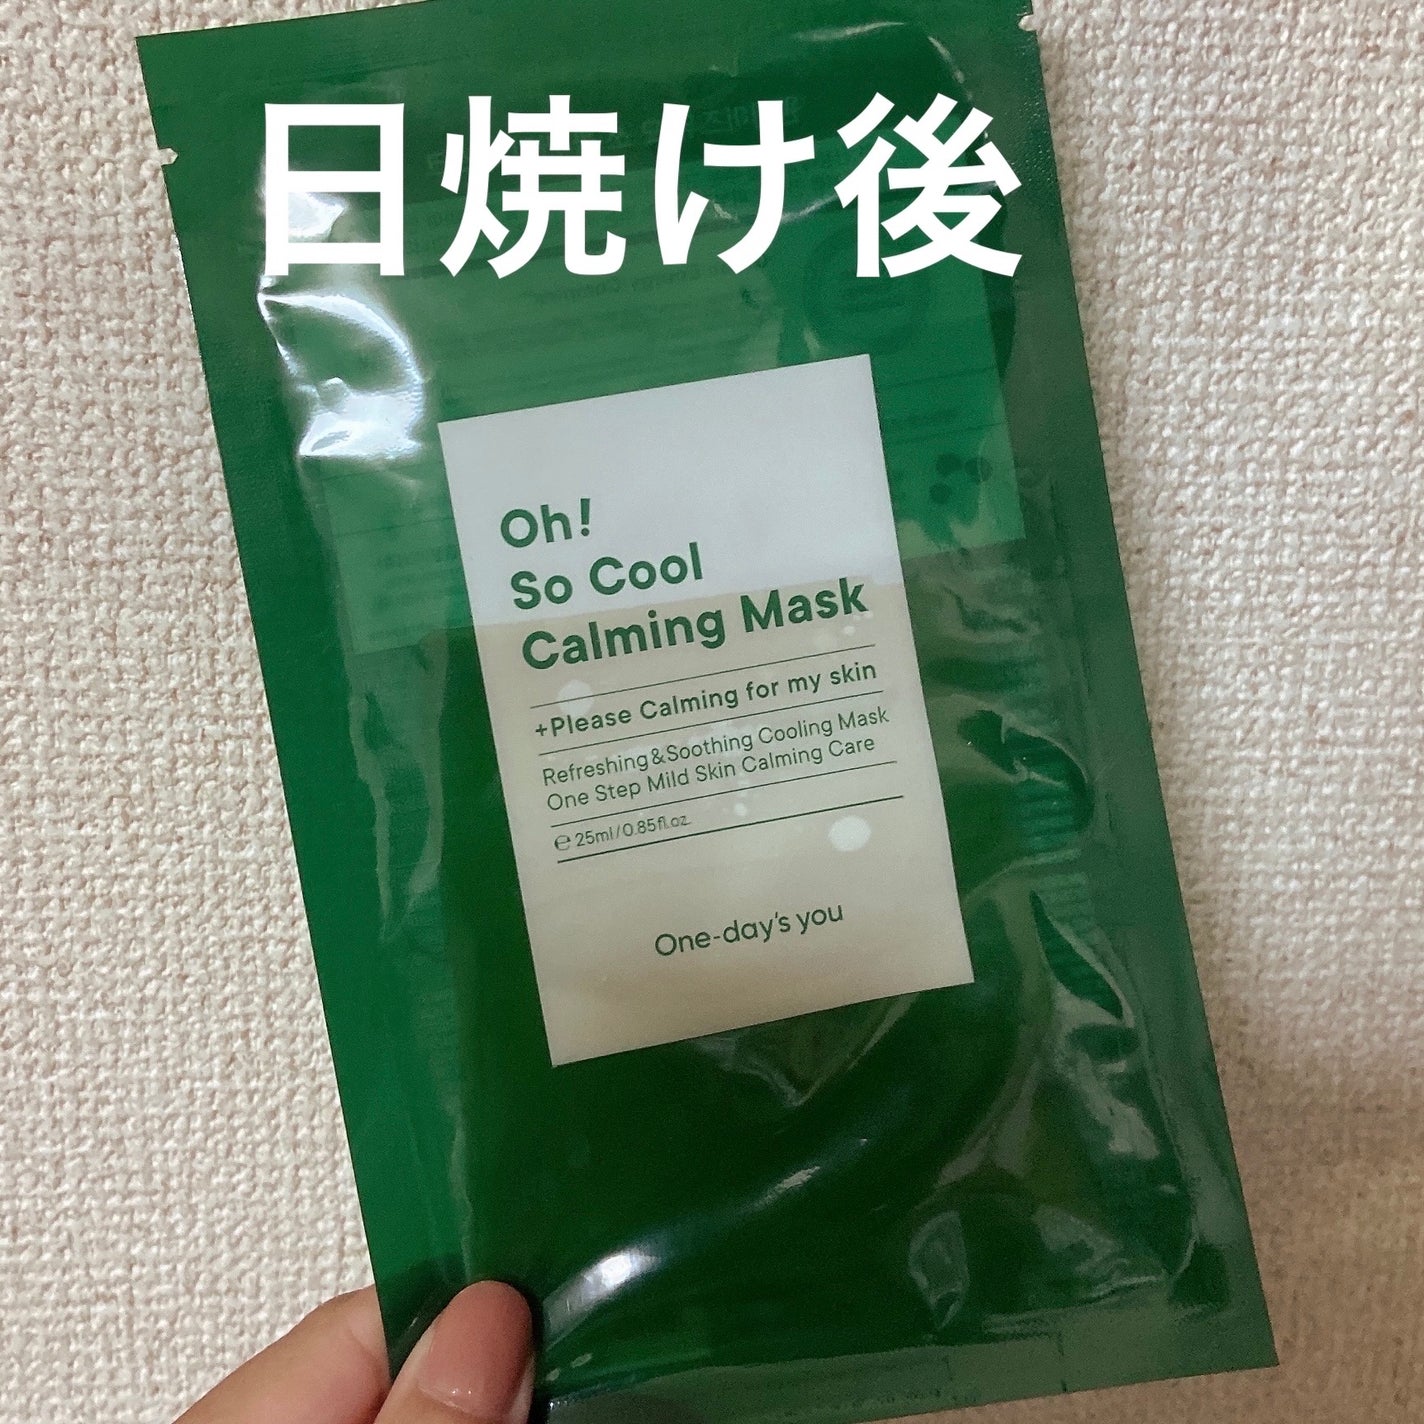 日焼け後
Oh!
So Cool
Calming Mask
+Please Calming for my skin
Refreshing&Soothing Cooling Mask
One Step Mild Skin Calming Care
℮ 25ml/0.85fl.oz.
One-day's you